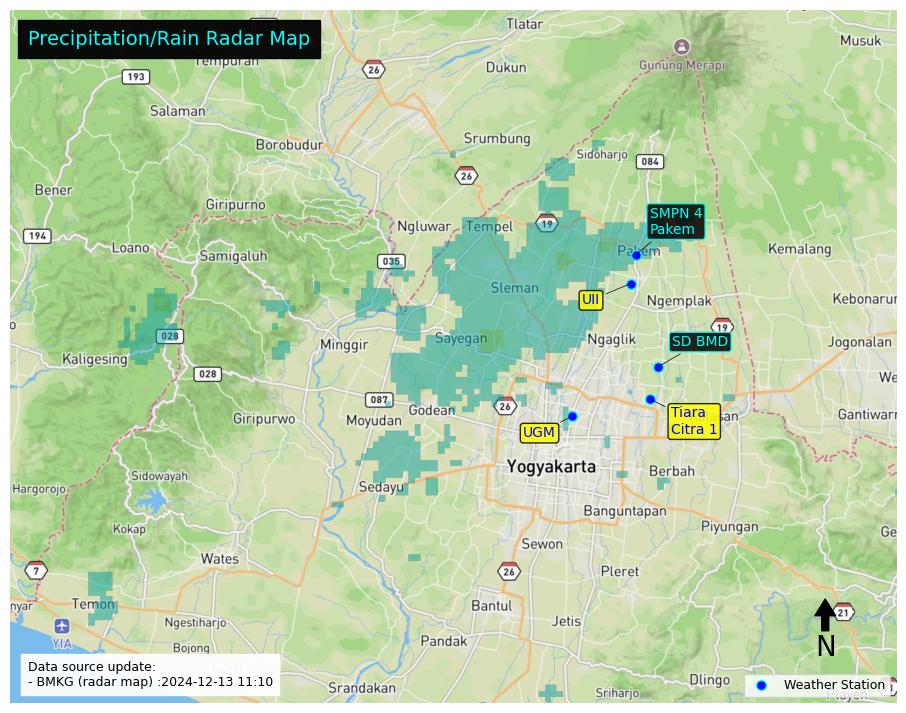 Precipitation/Rain Radar Map
Tlatar
Musuk
Gunung Merapi
26
Dukun
193
Salaman
Srumbung
Borobudur
Sidoharjo
084
26
Bener
Giripurno
SMPN 4
Pakem
194
Loano
Samigaluh
Ngluwar
Tempel
19
Pakem
Kemalang
035
Sleman
UII
Ngemplak
Kebonarun
028
Sayegan
Ngaglik
19
SD BMD
Jogonalan
Minggir
Kaligesing
028
We
087
Godean
26
Tiara
Citra 1
Giripurwo
Moyudan
UGM
Gantiwarn
Yogyakarta
Berbah
Hargorojo
Sidowayah
Sedayu
Banguntapan
Kokap
Piyungan
Ge
Wates
Sewon
7
26
Pleret
Temon
Bantul
nyar
Ngestiharjo
Jetis
21
YIA
Bojong
Pandak
N
Data source update:
- BMKG (radar map) :2024-12-13 11:10
Srandakan
Sriharjo
Dlingo
Weather Station